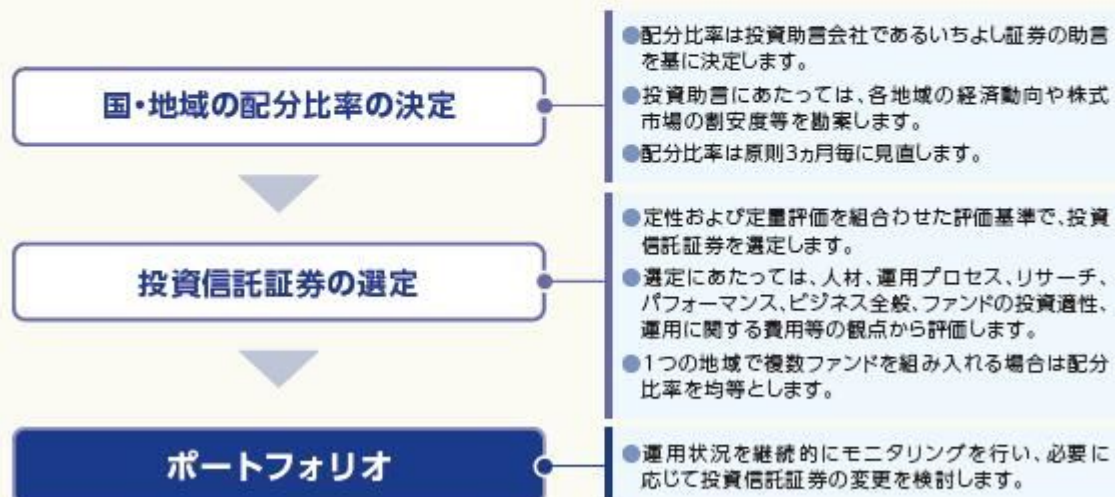 国・地域の配分比率の決定
●配分比率は投資助言会社であるいちよし証券の助言
を基に決定します。
●投資助言にあたっては、各地域の経済動向や株式
市場の割安度等を勘案します。
●配分比率は原則3ヵ月毎に見直します。
投資信託証券の選定
●定性および定量評価を組合わせた評価基準で、投資
信託証券を選定します。
●選定にあたっては、人材、運用プロセス、リサーチ、
パフォーマンス、ビジネス全般、ファンドの投資適性、
運用に関する費用等の観点から評価します。
●1つの地域で複数ファンドを組み入れる場合は配分
比率を均等とします。
ポートフォリオ
●運用状況を継続的にモニタリングを行い、必要に
応じて投資信託証券の変更を検討します。